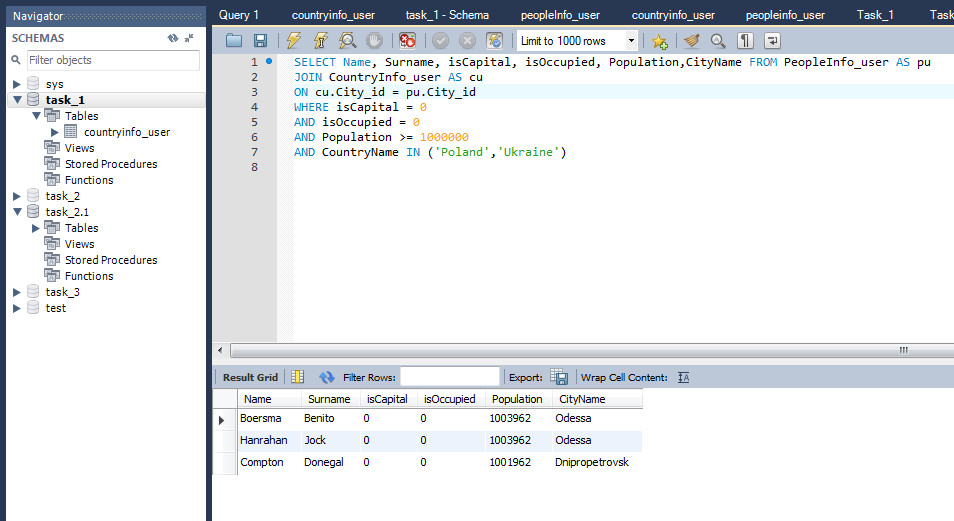 Navigator
Query 1 countryinfo_user task_1 - Schema peopleInfo_user countryinfo_user peopleinfo_user Task_1 Task
SCHEMAS
Filter objects
sys
task_1
Tables
countryinfo_user
Views
Stored Procedures
Functions
task_2
task_2.1
Tables
Views
Stored Procedures
Functions
task_3
test
Limit to 1000 rows
1 SELECT Name, Surname, isCapital, isOccupied, Population,CityName FROM PeopleInfo_user AS pu
2 JOIN CountryInfo_user AS cu
3 ON cu.City_id = pu.City_id
4 WHERE isCapital = 0
5 AND isOccupied = 0
6 AND Population >= 1000000
7 AND CountryName IN ('Poland','Ukraine')
8
Result Grid Filter Rows: Export: Wrap Cell Content:
Name Surname isCapital isOccupied Population CityName
Boersma Benito 0 0 1003962 Odessa
Hanrahan Jock 0 0 1003962 Odessa
Compton Donegal 0 0 1001962 Dnipropetrovsk